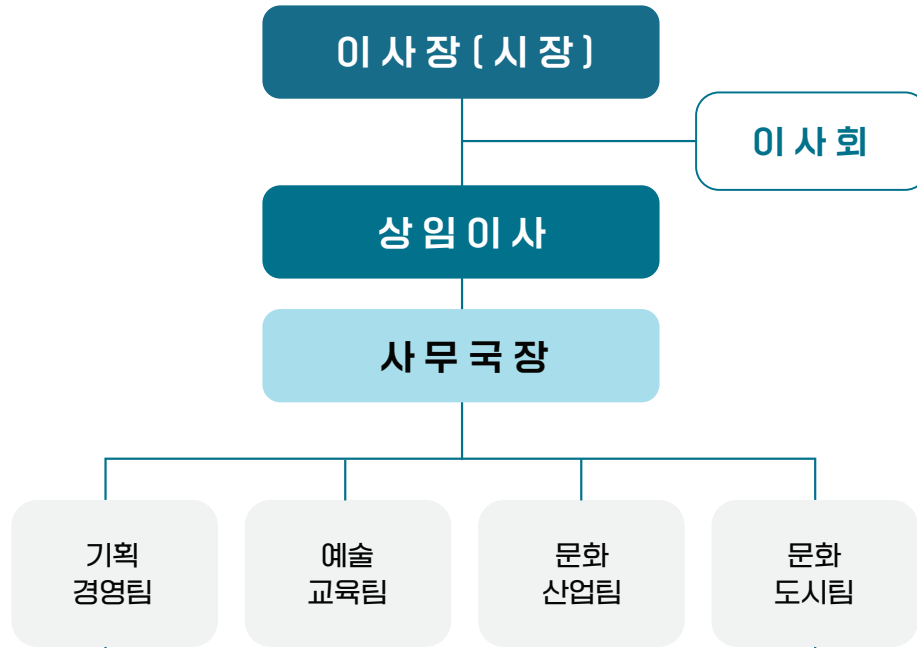 이사장(시장)
이사회
상임이사
사무국장
기획
경영팀
예술
교육팀
문화
산업팀
문화
도시팀